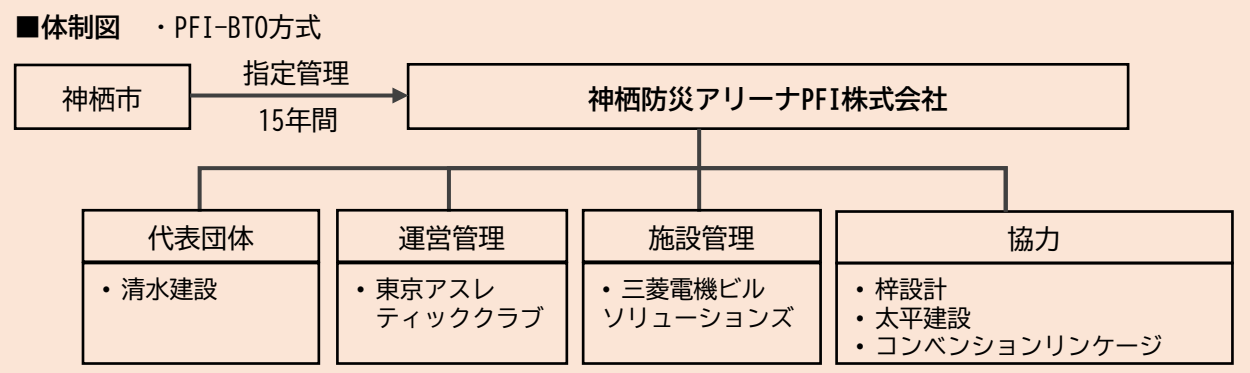 ■体制図　・PFI-BTO方式
神栖市
指定管理
15年間
神栖防災アリーナPFI株式会社
代表団体
・清水建設
運営管理
・東京アスレ
ティッククラブ
施設管理
・三菱電機ビル
ソリューションズ
協力
・梓設計
・太平建設
・コンベンションリンケージ